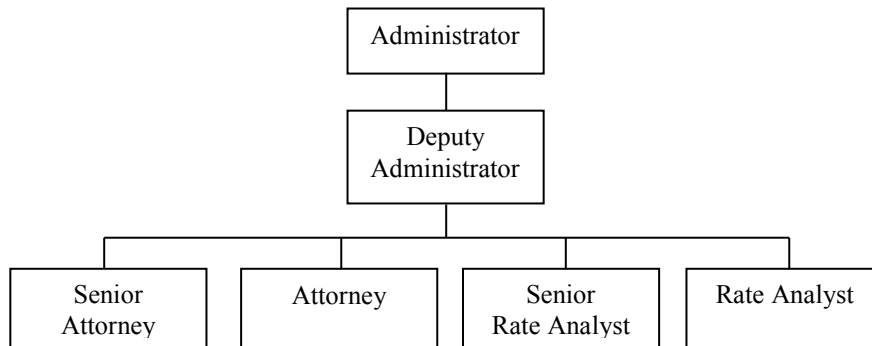 Administrator
Deputy
Administrator
Senior
Attorney
Attorney
Senior
Rate Analyst
Rate Analyst